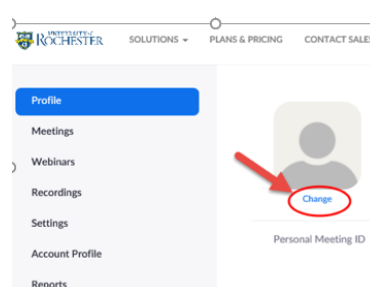 UNIVERSITY of
ROCHESTER
SOLUTIONS
PLANS & PRICING
CONTACT SALES
Profile
Meetings
Webinars
Recordings
Settings
Account Profile
Reports
Change
Personal Meeting ID